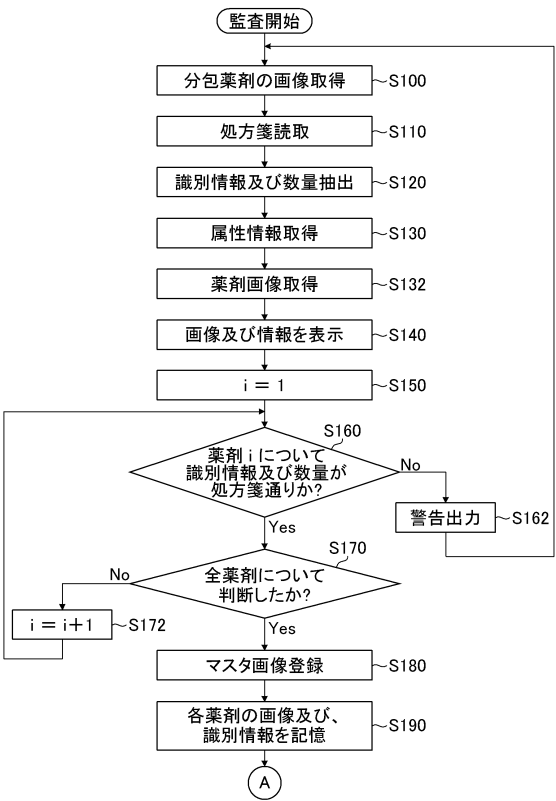 監査開始
分包薬剤の画像取得
S100
処方箋読取
S110
識別情報及び数量抽出
S120
属性情報取得
S130
薬剤画像取得
S132
画像及び情報を表示
S140
i = 1
S150
S160
薬剤 i について
識別情報及び数量が
処方箋通りか?
No
Yes
警告出力
S162
S170
全薬剤について
判断したか?
No
Yes
i = i+1
S172
マスタ画像登録
S180
各薬剤の画像及び、
識別情報を記憶
S190
A